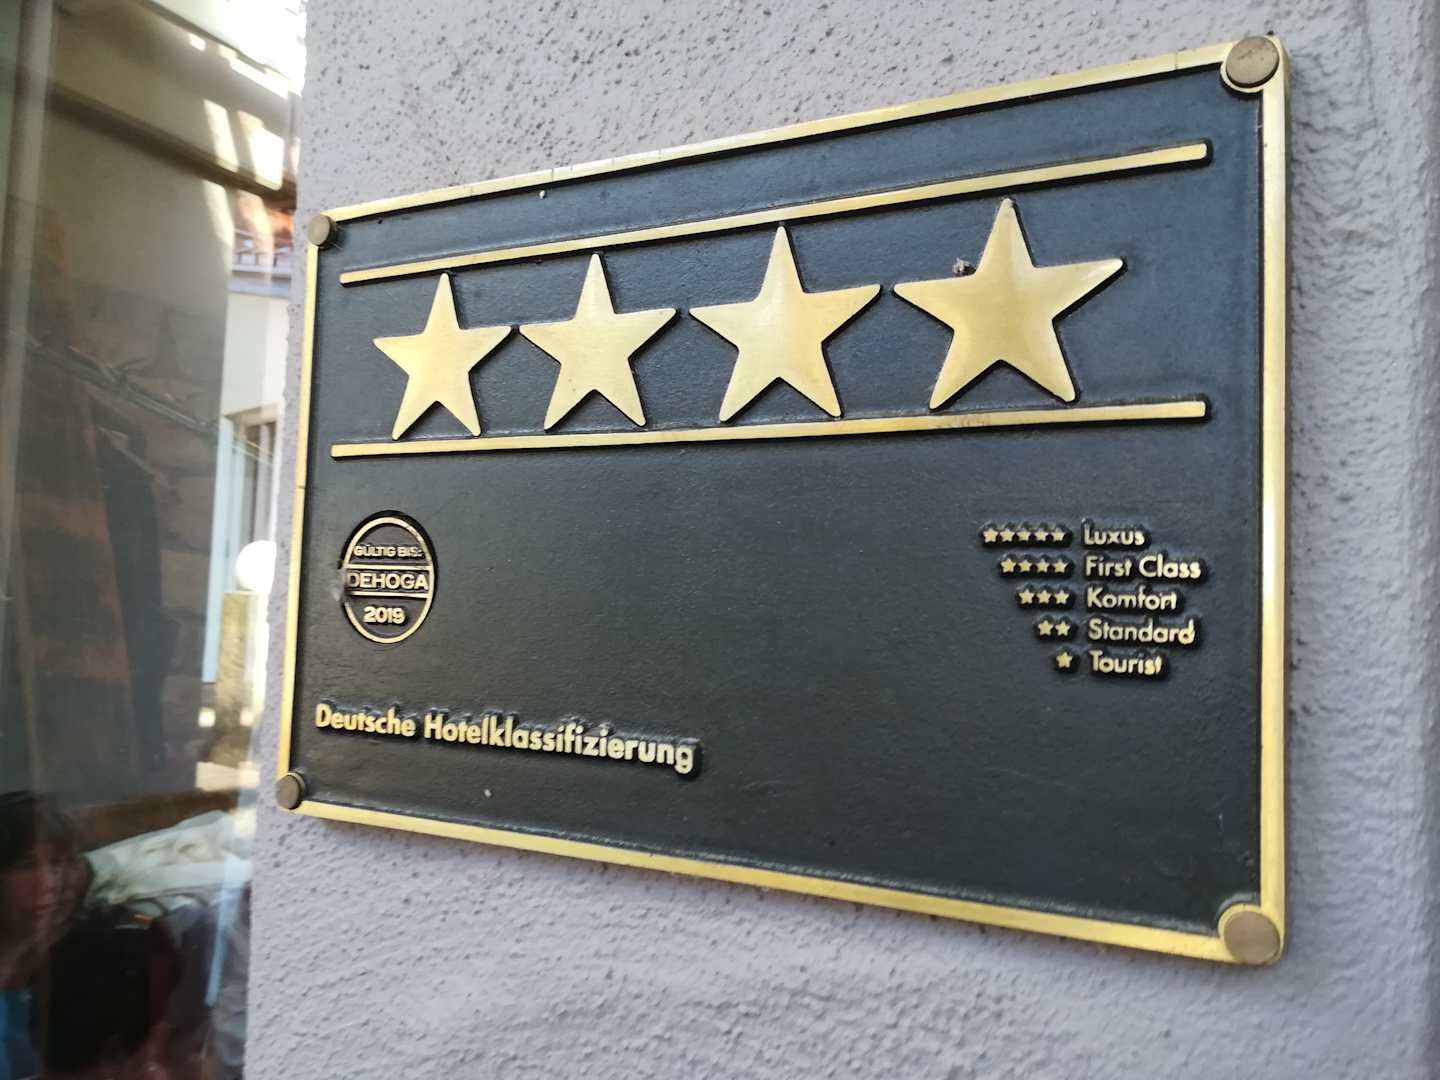 GÜLTIG BIS:
DEHOGA
2019
★★★★★ Luxus
★★★★ First Class
★★★ Komfort
★★ Standard
★ Tourist
Deutsche Hotelklassifizierung